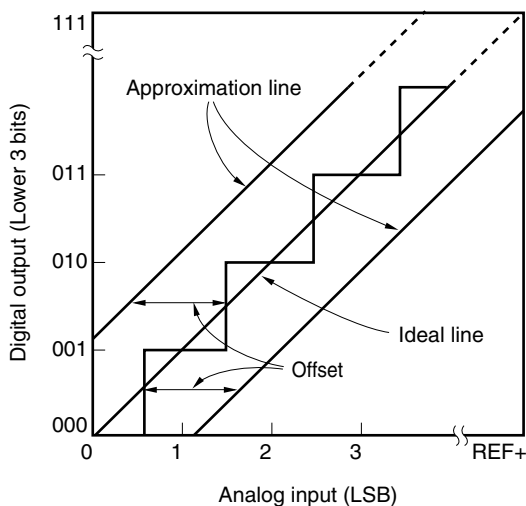 111
Approximation line
Digital output (Lower 3 bits)
011
010
Ideal line
001
Offset
000
0
1
2
3
REF+
Analog input (LSB)